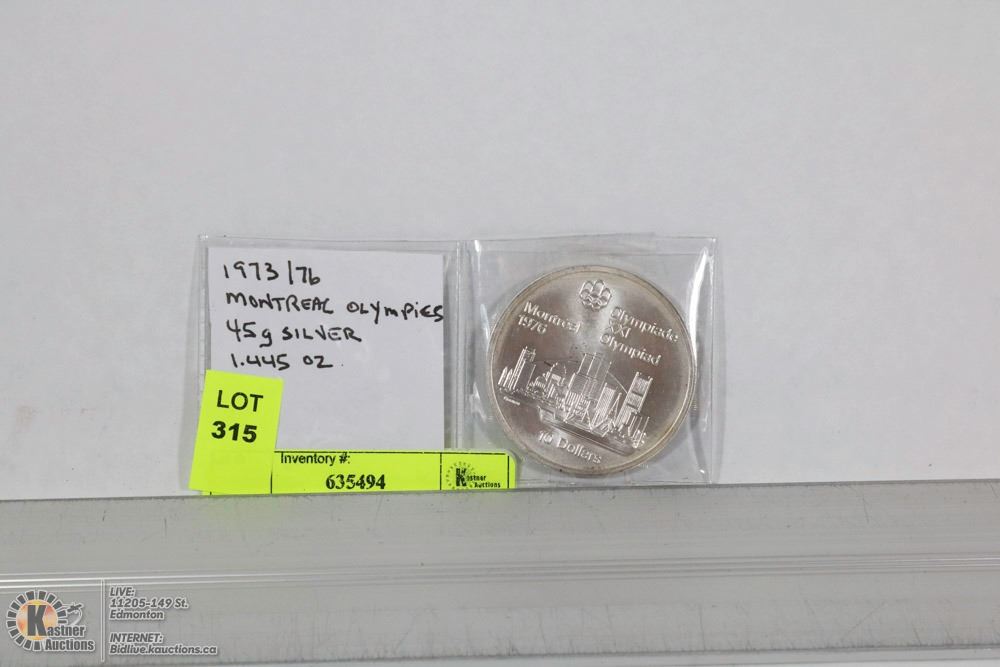 1973/76
MONTREAL OLYMPICS
45g SILVER
1.445 OZ.
LOT
315
Inventory #:
635494
Kastner
Auctions
Montréal
1976
Olympiade
XXI
Olympiad
10 Dollars
Kastner
Auctions
LIVE:
11205-149 St.
Edmonton
INTERNET:
Bidlive.kauctions.ca